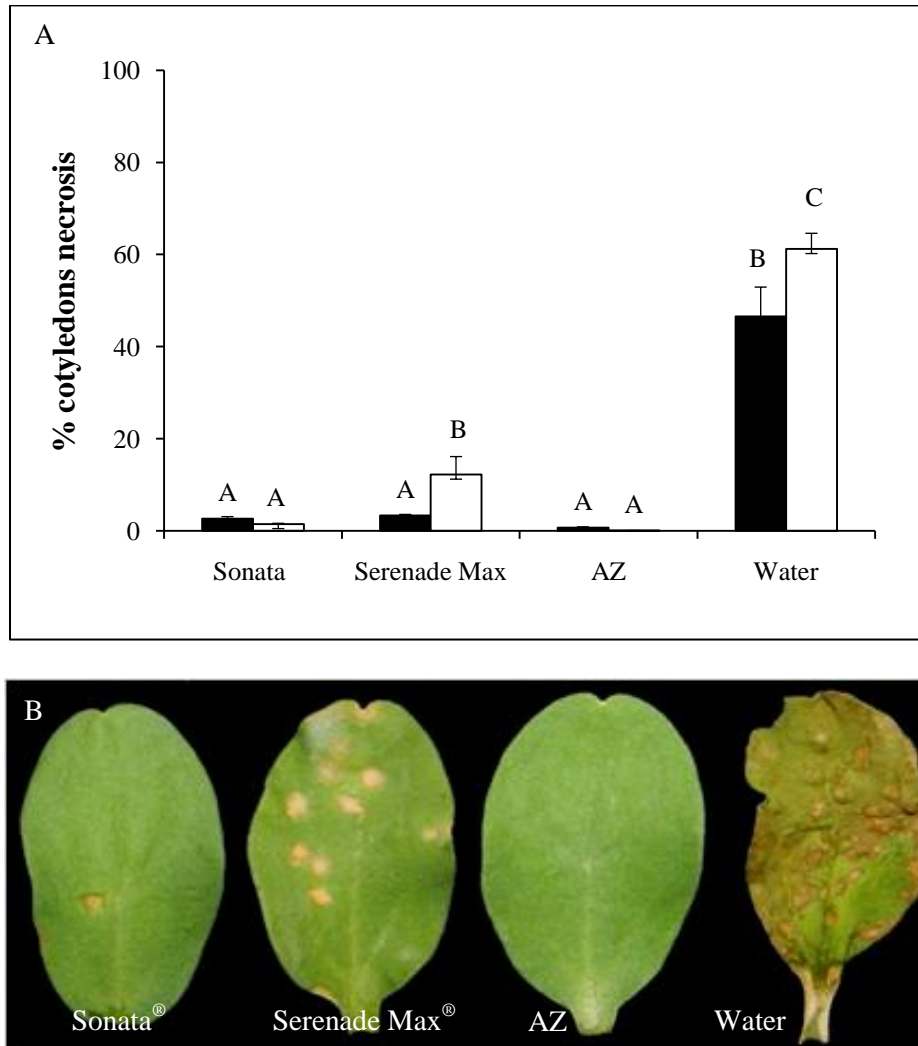 A
% cotyledons necrosis
100
80
60
40
20
0
A
A
A
B
A
A
B
C
Sonata
Serenade Max
AZ
Water
B
Sonata®
Serenade Max®
AZ
Water